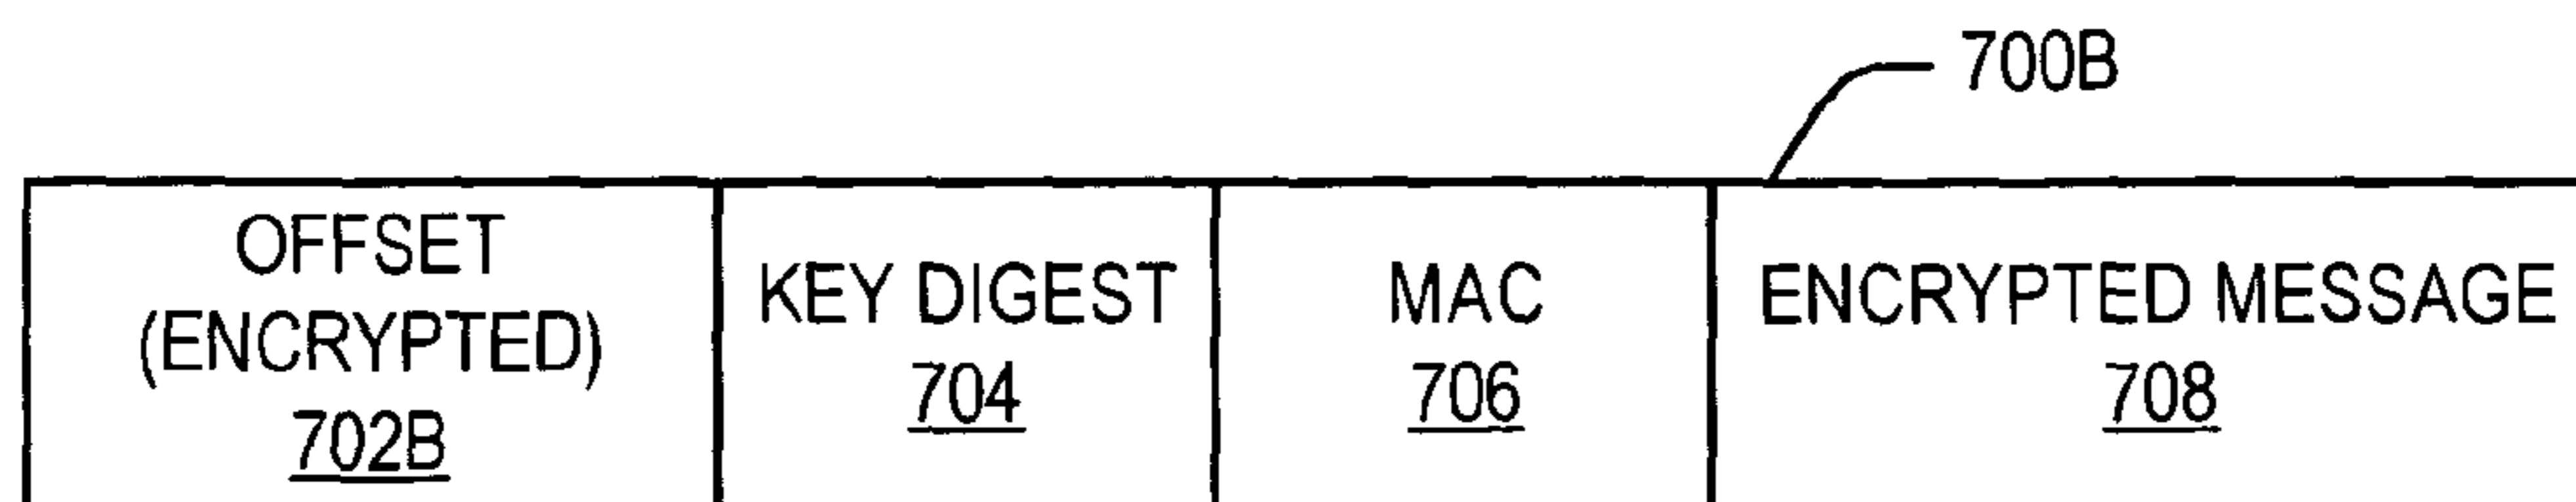 700B
OFFSET
(ENCRYPTED)
702B
KEY DIGEST
704
MAC
706
ENCRYPTED MESSAGE
708